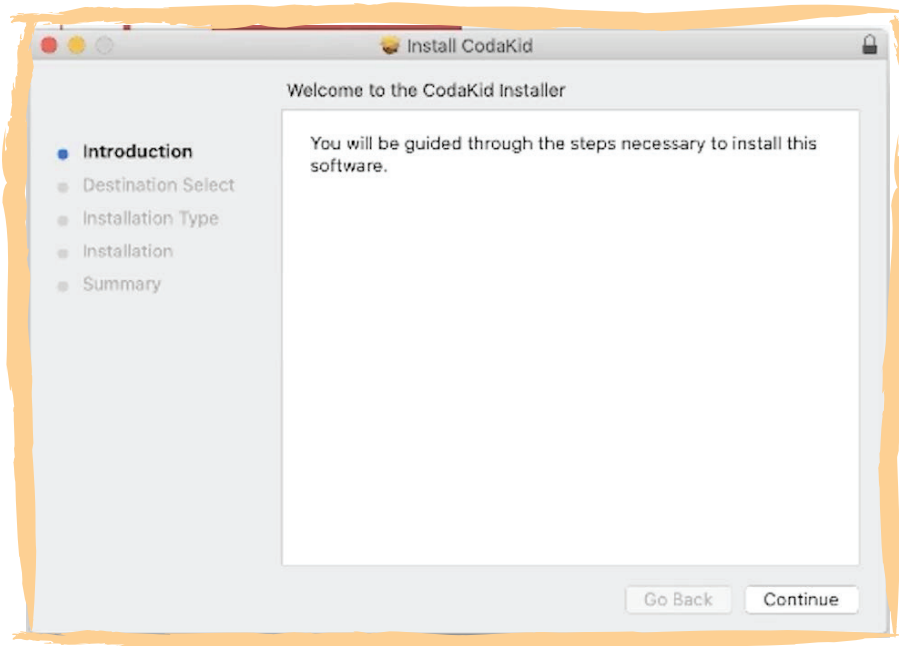 Install CodaKid
Welcome to the CodaKid Installer
Introduction
Destination Select
Installation Type
Installation
Summary
You will be guided through the steps necessary to install this
software.
Go Back
Continue